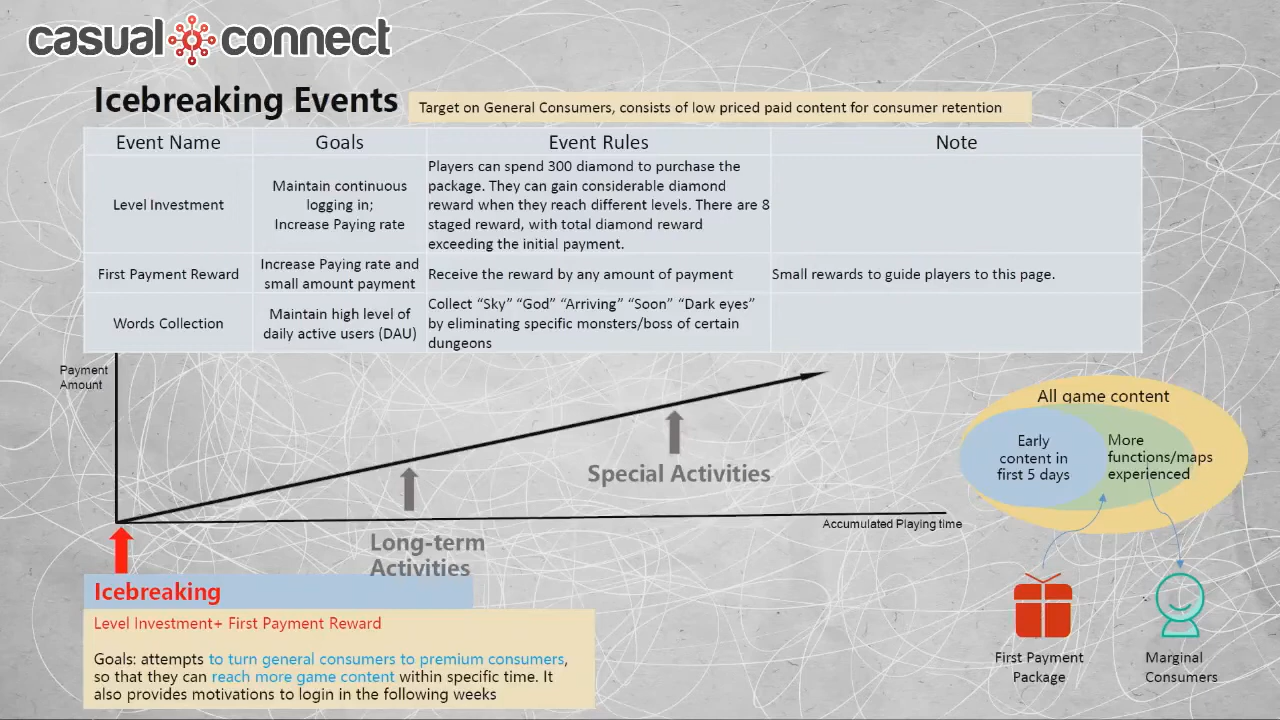 casual connect
Icebreaking Events
Target on General Consumers, consists of low priced paid content for consumer retention
Event Name
Goals
Event Rules
Note
Level Investment
Maintain continuous
logging in;
Increase Paying rate
Players can spend 300 diamond to purchase the
package. They can gain considerable diamond
reward when they reach different levels. There are 8
staged reward, with total diamond reward
exceeding the initial payment.
First Payment Reward
Increase Paying rate and
small amount payment
Receive the reward by any amount of payment
Small rewards to guide players to this page.
Words Collection
Maintain high level of
daily active users (DAU)
Collect “Sky” “God” “Arriving” “Soon” “Dark eyes”
by eliminating specific monsters/boss of certain
dungeons
Payment
Amount
Special Activities
Accumulated Playing time
Long-term
Activities
All game content
Early
content in
first 5 days
More
functions/maps
experienced
Icebreaking
Level Investment+ First Payment Reward
Goals: attempts to turn general consumers to premium consumers,
so that they can reach more game content within specific time. It
also provides motivations to login in the following weeks
First Payment
Package
Marginal
Consumers